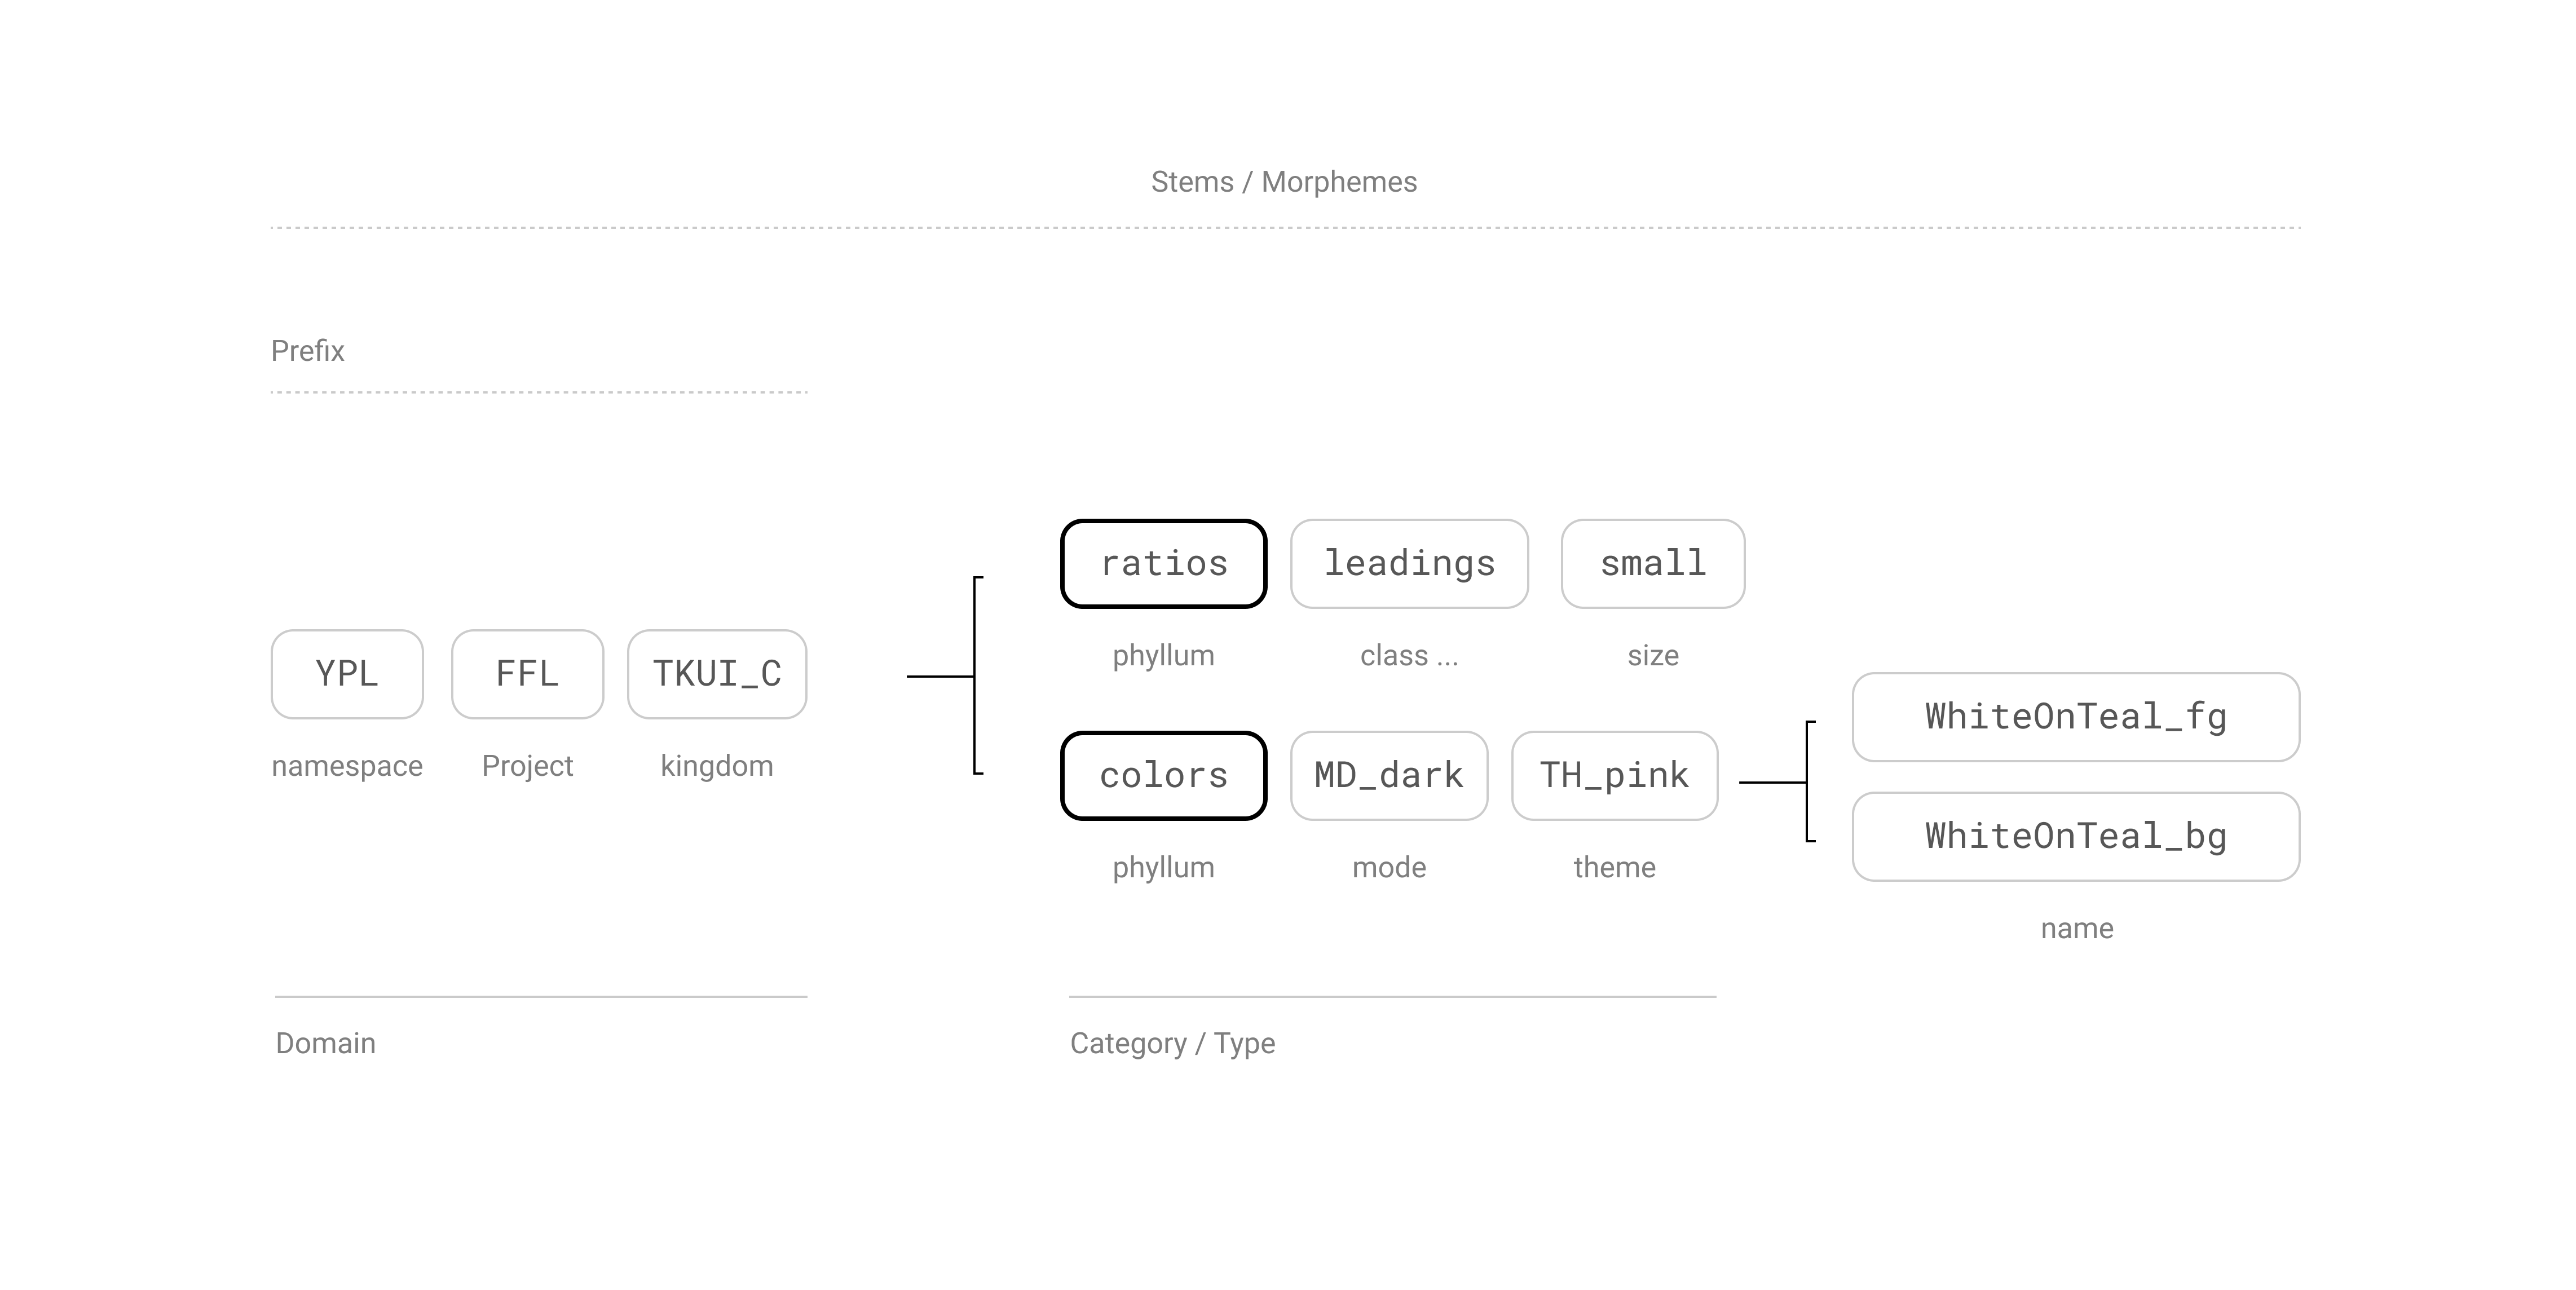 Stems / Morphemes
Prefix
ratios leadings small
phyllum class ... size
YPL FFL TKUI_C
namespace Project kingdom
colors MD_dark TH_pink
phyllum mode theme
WhiteOnTeal_fg
WhiteOnTeal_bg
name
Domain
Category / Type